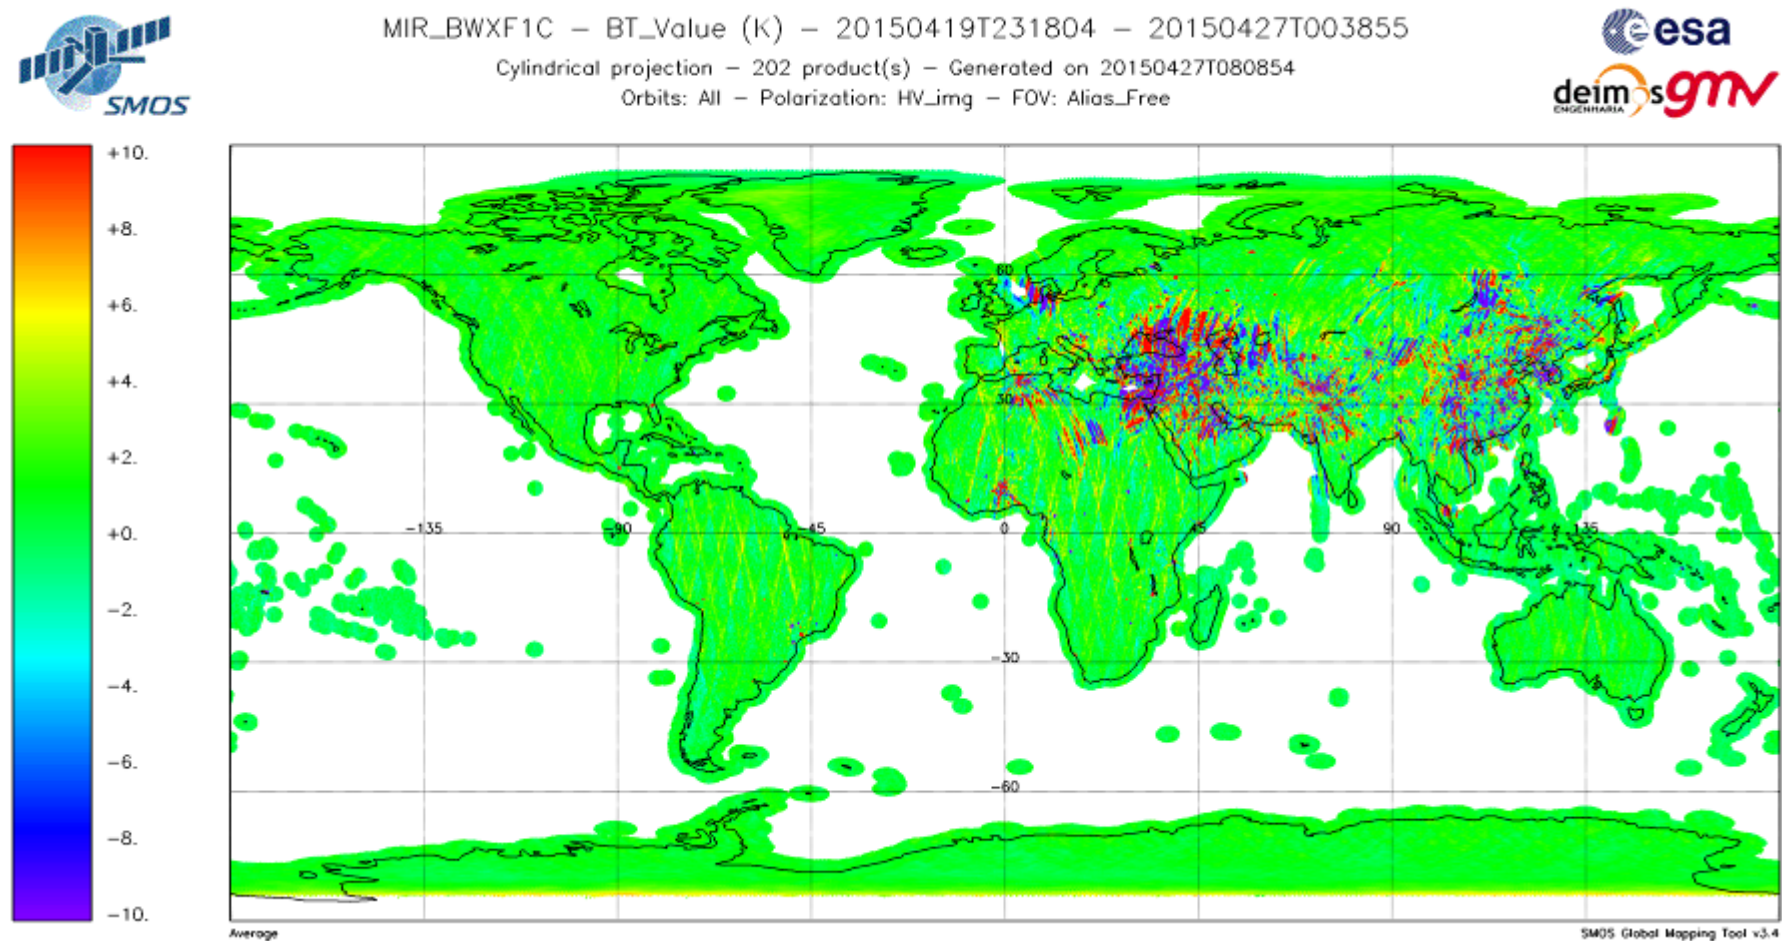 MIR_BWXF1C – BT_Value (K) – 20150419T231804 – 20150427T003855
Cylindrical projection – 202 product(s) – Generated on 20150427T080854
Orbits: All – Polarization: HV_img – FOV: Alias_Free
SMOS
esa
deimos
ENGENHARIA
gmv
+10.
+8.
+6.
+4.
+2.
+0.
−2.
−4.
−6.
−8.
−10.
60
30
−135
−90
−45
0
45
90
135
−30
−60
Average
SMOS Global Mapping Tool v3.4